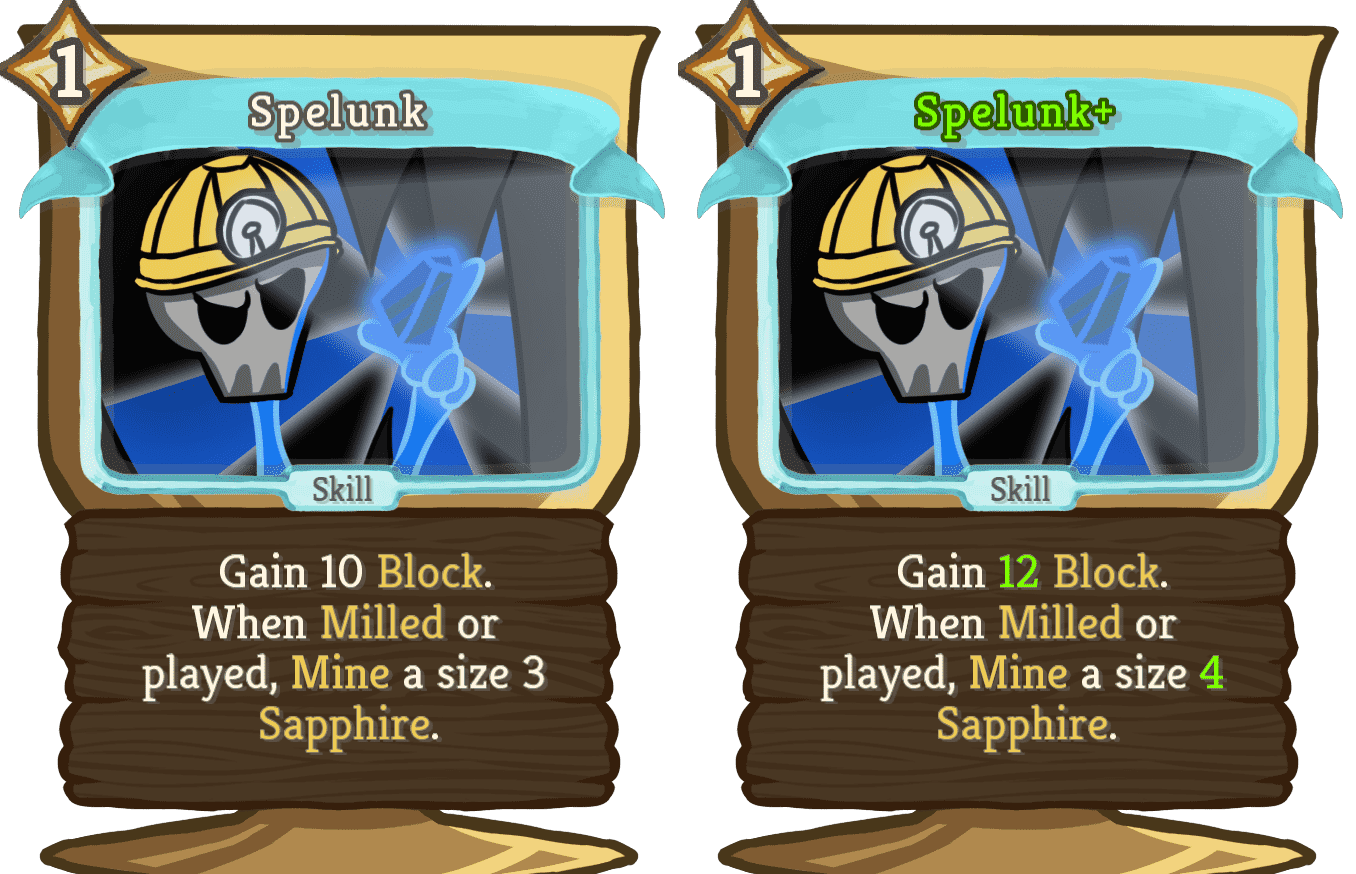 1
Spelunk
Skill
Gain 10 Block.
When Milled or
played, Mine a size 3
Sapphire.
1
Spelunk+
Skill
Gain 12 Block.
When Milled or
played, Mine a size 4
Sapphire.